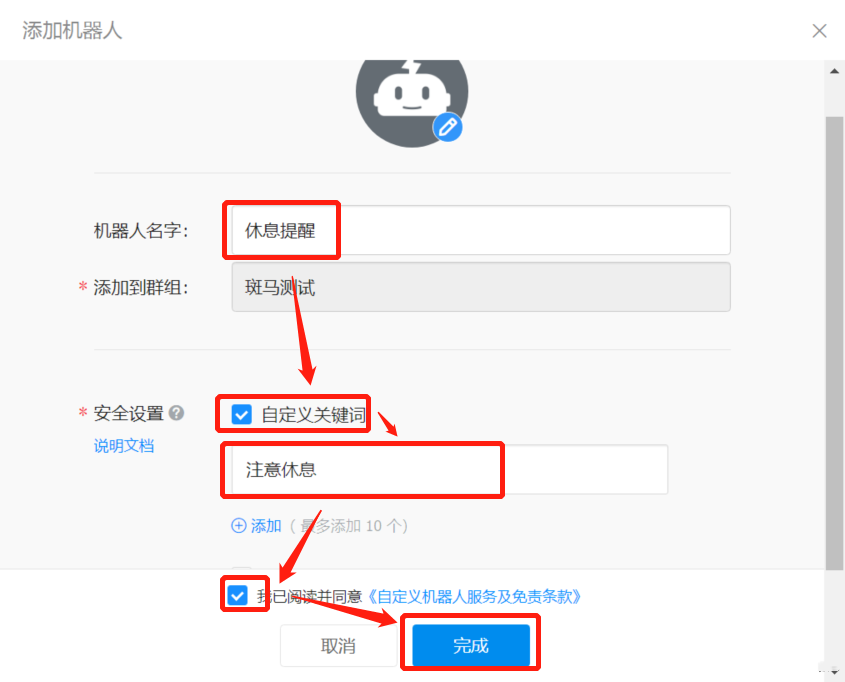 添加机器人
机器人名字：
休息提醒
* 添加到群组：
斑马测试
* 安全设置 ?
自定义关键词
说明文档
注意休息
添加（最多添加 10 个）
我已阅读并同意《自定义机器人服务及免责条款》
取消
完成